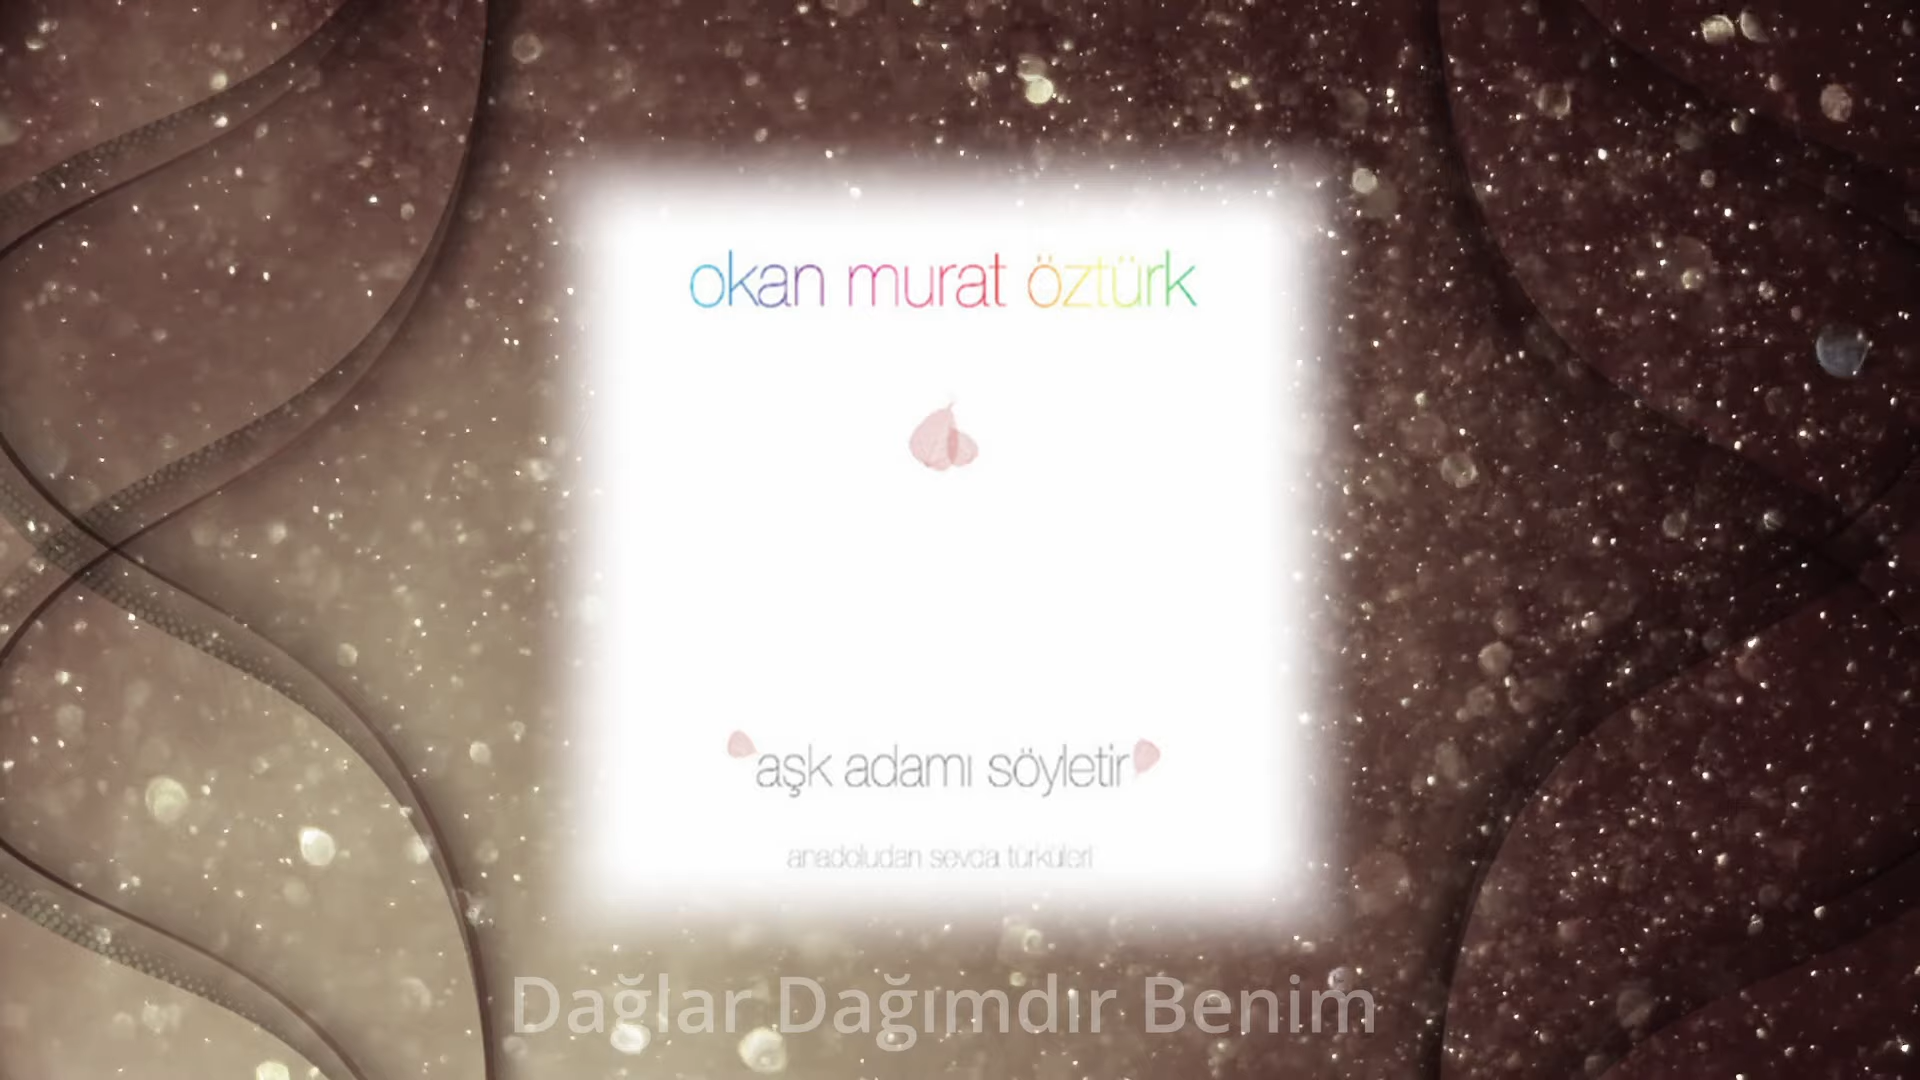 okan murat öztürk
aşk adamı söyletir
anadoludan sevda türküleri
Dağlar Dağımdır Benim